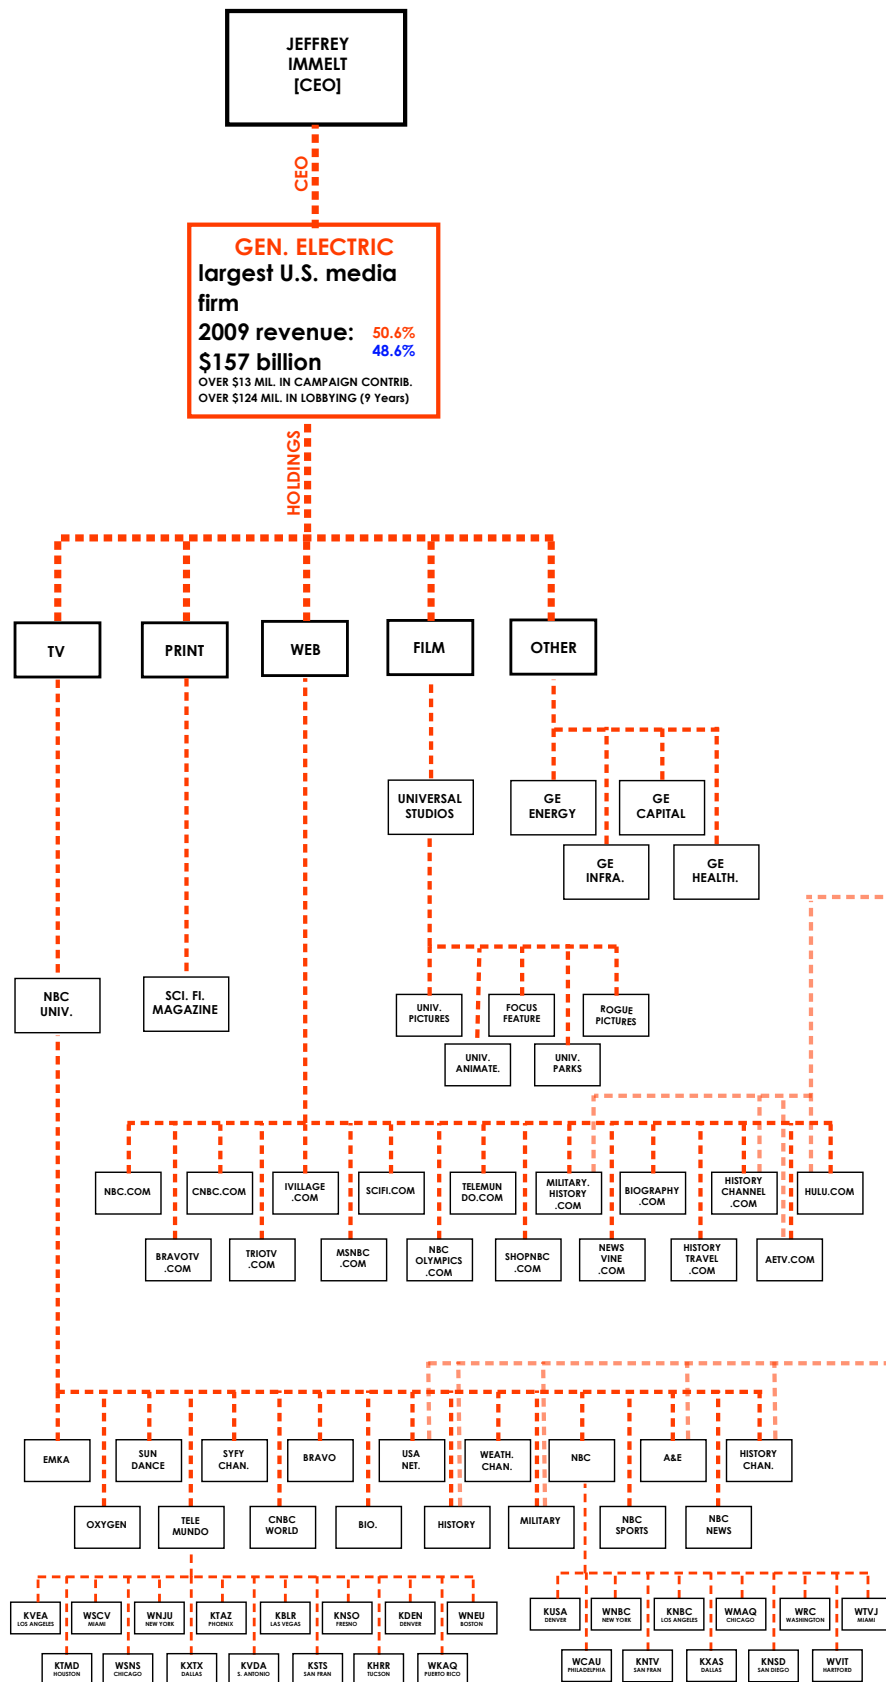 JEFFREY
IMMELT
[CEO]
CEO
GEN. ELECTRIC
largest U.S. media
firm
2009 revenue: 50.6%
$157 billion 48.6%
OVER $13 MIL. IN CAMPAIGN CONTRIB.
OVER $124 MIL. IN LOBBYING (9 Years)
HOLDINGS
TV
PRINT
WEB
FILM
OTHER
UNIVERSAL
STUDIOS
GE
ENERGY
GE
CAPITAL
GE
INFRA.
GE
HEALTH.
NBC
UNIV.
SCI. FI.
MAGAZINE
UNIV.
PICTURES
FOCUS
FEATURE
ROGUE
PICTURES
UNIV.
ANIMATE.
UNIV.
PARKS
NBC.COM
CNBC.COM
IVILLAGE
.COM
SCIFI.COM
TELEMUN
DO.COM
MILITARY.
HISTORY
.COM
BIOGRAPHY
.COM
HISTORY
CHANNEL
.COM
HULU.COM
BRAVOTV
.COM
TRIOTV
.COM
MSNBC
.COM
NBC
OLYMPICS
.COM
SHOPNBC
.COM
NEWS
VINE
.COM
HISTORY
TRAVEL
.COM
AETV.COM
EMKA
SUN
DANCE
SYFY
CHAN.
BRAVO
USA
NET.
WEATH.
CHAN.
NBC
A&E
HISTORY
CHAN.
OXYGEN
TELE
MUNDO
CNBC
WORLD
BIO.
HISTORY
MILITARY
NBC
SPORTS
NBC
NEWS
KVEA
LOS ANGELES
WSCV
MIAMI
WNJU
NEW YORK
KTAZ
PHOENIX
KBLR
LAS VEGAS
KNSO
FRESNO
KDEN
DENVER
WNEU
BOSTON
KUSA
DENVER
WNBC
NEW YORK
KNBC
LOS ANGELES
WMAQ
CHICAGO
WRC
WASHINGTON
WTVJ
MIAMI
KTMD
HOUSTON
WSNS
CHICAGO
KXTX
DALLAS
KVDA
S. ANTONIO
KSTS
SAN FRAN
KHRR
TUCSON
WKAQ
PUERTO RICO
WCAU
PHILADELPHIA
KNTV
SAN FRAN
KXAS
DALLAS
KNSD
SAN DIEGO
WVIT
HARTFORD